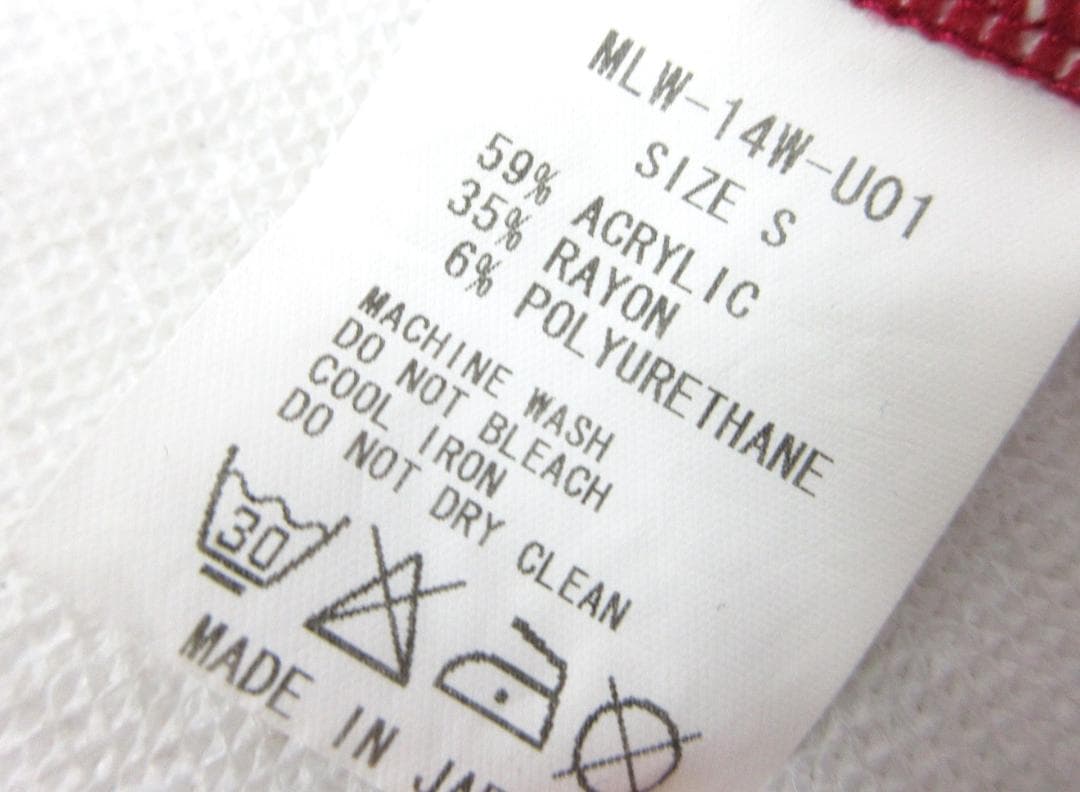 MLW-14W-U01
SIZE S
59% ACRYLIC
35% RAYON
6% POLYURETHANE
MACHINE WASH
DO NOT BLEACH
COOL IRON
DO NOT DRY CLEAN
30
MADE IN